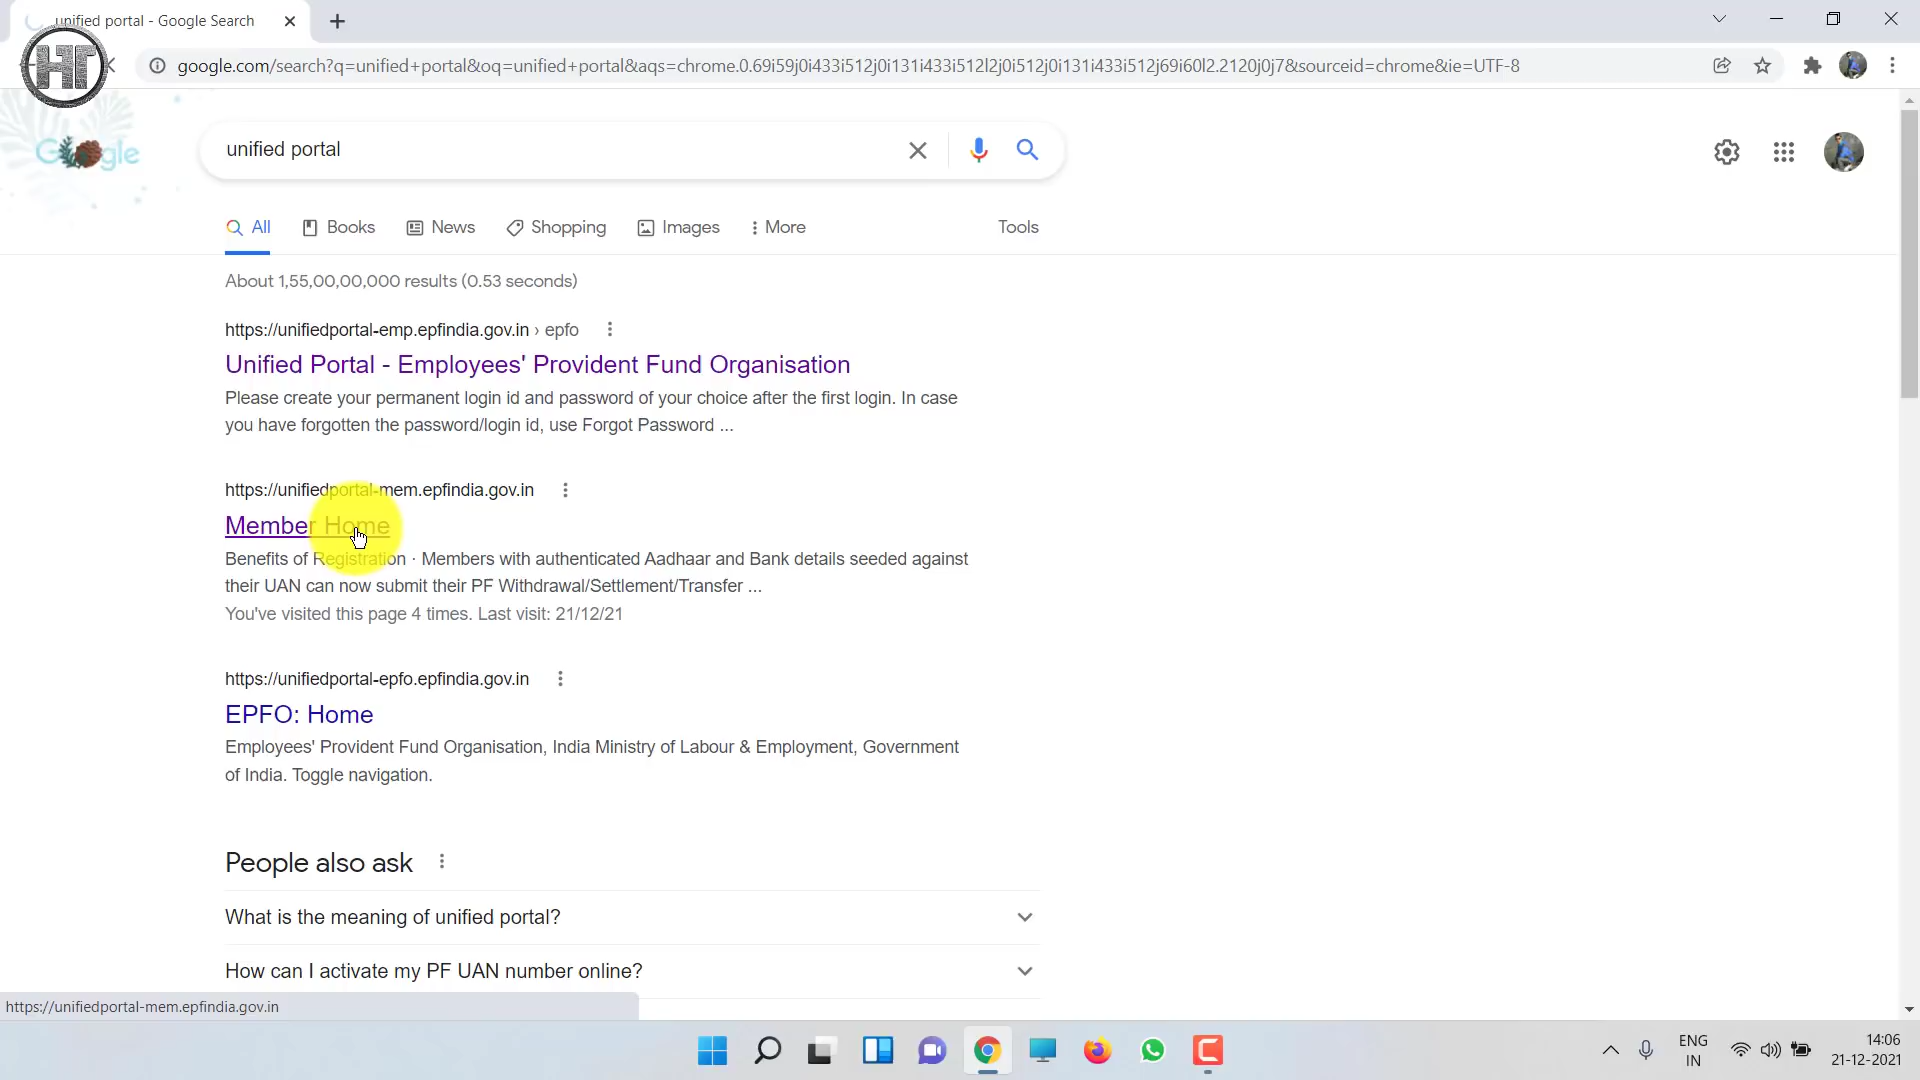 unified portal - Google Search
HT
google.com/search?q=unified+portal&oq=unified+portal&aqs=chrome.0.69i59j0i433i512j0i131i433i512l2j0i512j0i131i433i512j69i60l2.2120j0j7&sourceid=chrome&ie=UTF-8
Google
unified portal
All Books News Shopping Images More Tools
About 1,55,00,00,000 results (0.53 seconds)
https://unifiedportal-emp.epfindia.gov.in › epfo
Unified Portal - Employees' Provident Fund Organisation
Please create your permanent login id and password of your choice after the first login. In case
you have forgotten the password/login id, use Forgot Password ...
https://unifiedportal-mem.epfindia.gov.in
Member Home
Benefits of Registration · Members with authenticated Aadhaar and Bank details seeded against
their UAN can now submit their PF Withdrawal/Settlement/Transfer ...
You've visited this page 4 times. Last visit: 21/12/21
https://unifiedportal-epfo.epfindia.gov.in
EPFO: Home
Employees' Provident Fund Organisation, India Ministry of Labour & Employment, Government
of India. Toggle navigation.
People also ask
What is the meaning of unified portal?
How can I activate my PF UAN number online?
https://unifiedportal-mem.epfindia.gov.in
ENG
IN
14:06
21-12-2021